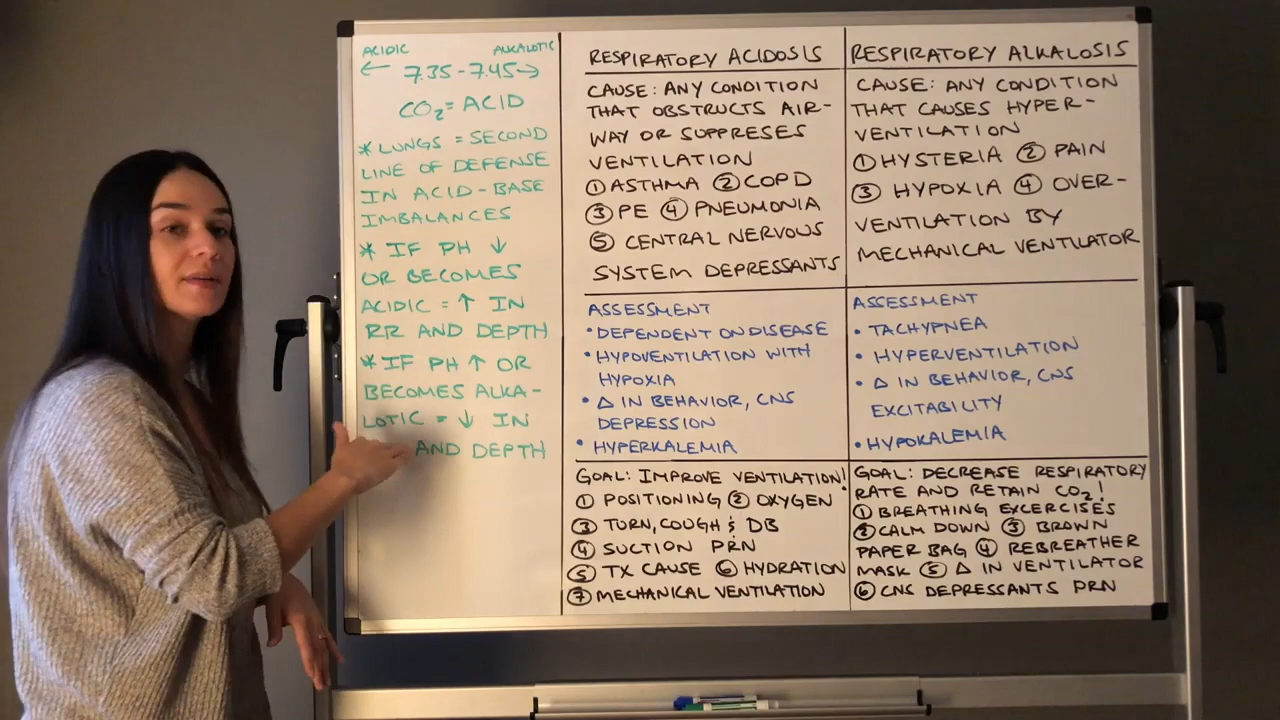 ACIDIC ALKALOTIC
← 7.35 - 7.45 →
CO₂ = ACID
* LUNGS = SECOND
LINE OF DEFENSE
IN ACID-BASE
IMBALANCES
* IF PH ↓
OR BECOMES
ACIDIC = ↑ IN
RR AND DEPTH
* IF PH ↑ OR
BECOMES ALKA-
LOTIC = ↓ IN
AND DEPTH
RESPIRATORY ACIDOSIS
CAUSE: ANY CONDITION
THAT OBSTRUCTS AIR-
WAY OR SUPPRESES
VENTILATION
① ASTHMA ② COPD
③ PE ④ PNEUMONIA
⑤ CENTRAL NERVOUS
SYSTEM DEPRESSANTS
ASSESSMENT
• DEPENDENT ON DISEASE
• HYPOVENTILATION WITH
HYPOXIA
• Δ IN BEHAVIOR, CNS
DEPRESSION
• HYPERKALEMIA
GOAL: IMPROVE VENTILATION!
① POSITIONING ② OXYGEN
③ TURN, COUGH & DB
④ SUCTION PRN
⑤ TX CAUSE ⑥ HYDRATION
⑦ MECHANICAL VENTILATION
RESPIRATORY ALKALOSIS
CAUSE: ANY CONDITION
THAT CAUSES HYPER-
VENTILATION
① HYSTERIA ② PAIN
③ HYPOXIA ④ OVER-
VENTILATION BY
MECHANICAL VENTILATOR
ASSESSMENT
• TACHYPNEA
• HYPERVENTILATION
• Δ IN BEHAVIOR, CNS
EXCITABILITY
• HYPOKALEMIA
GOAL: DECREASE RESPIRATORY
RATE AND RETAIN CO₂!
① BREATHING EXCERCISES
② CALM DOWN ③ BROWN
PAPER BAG ④ REBREATHER
MASK ⑤ Δ IN VENTILATOR
⑥ CNS DEPRESSANTS PRN